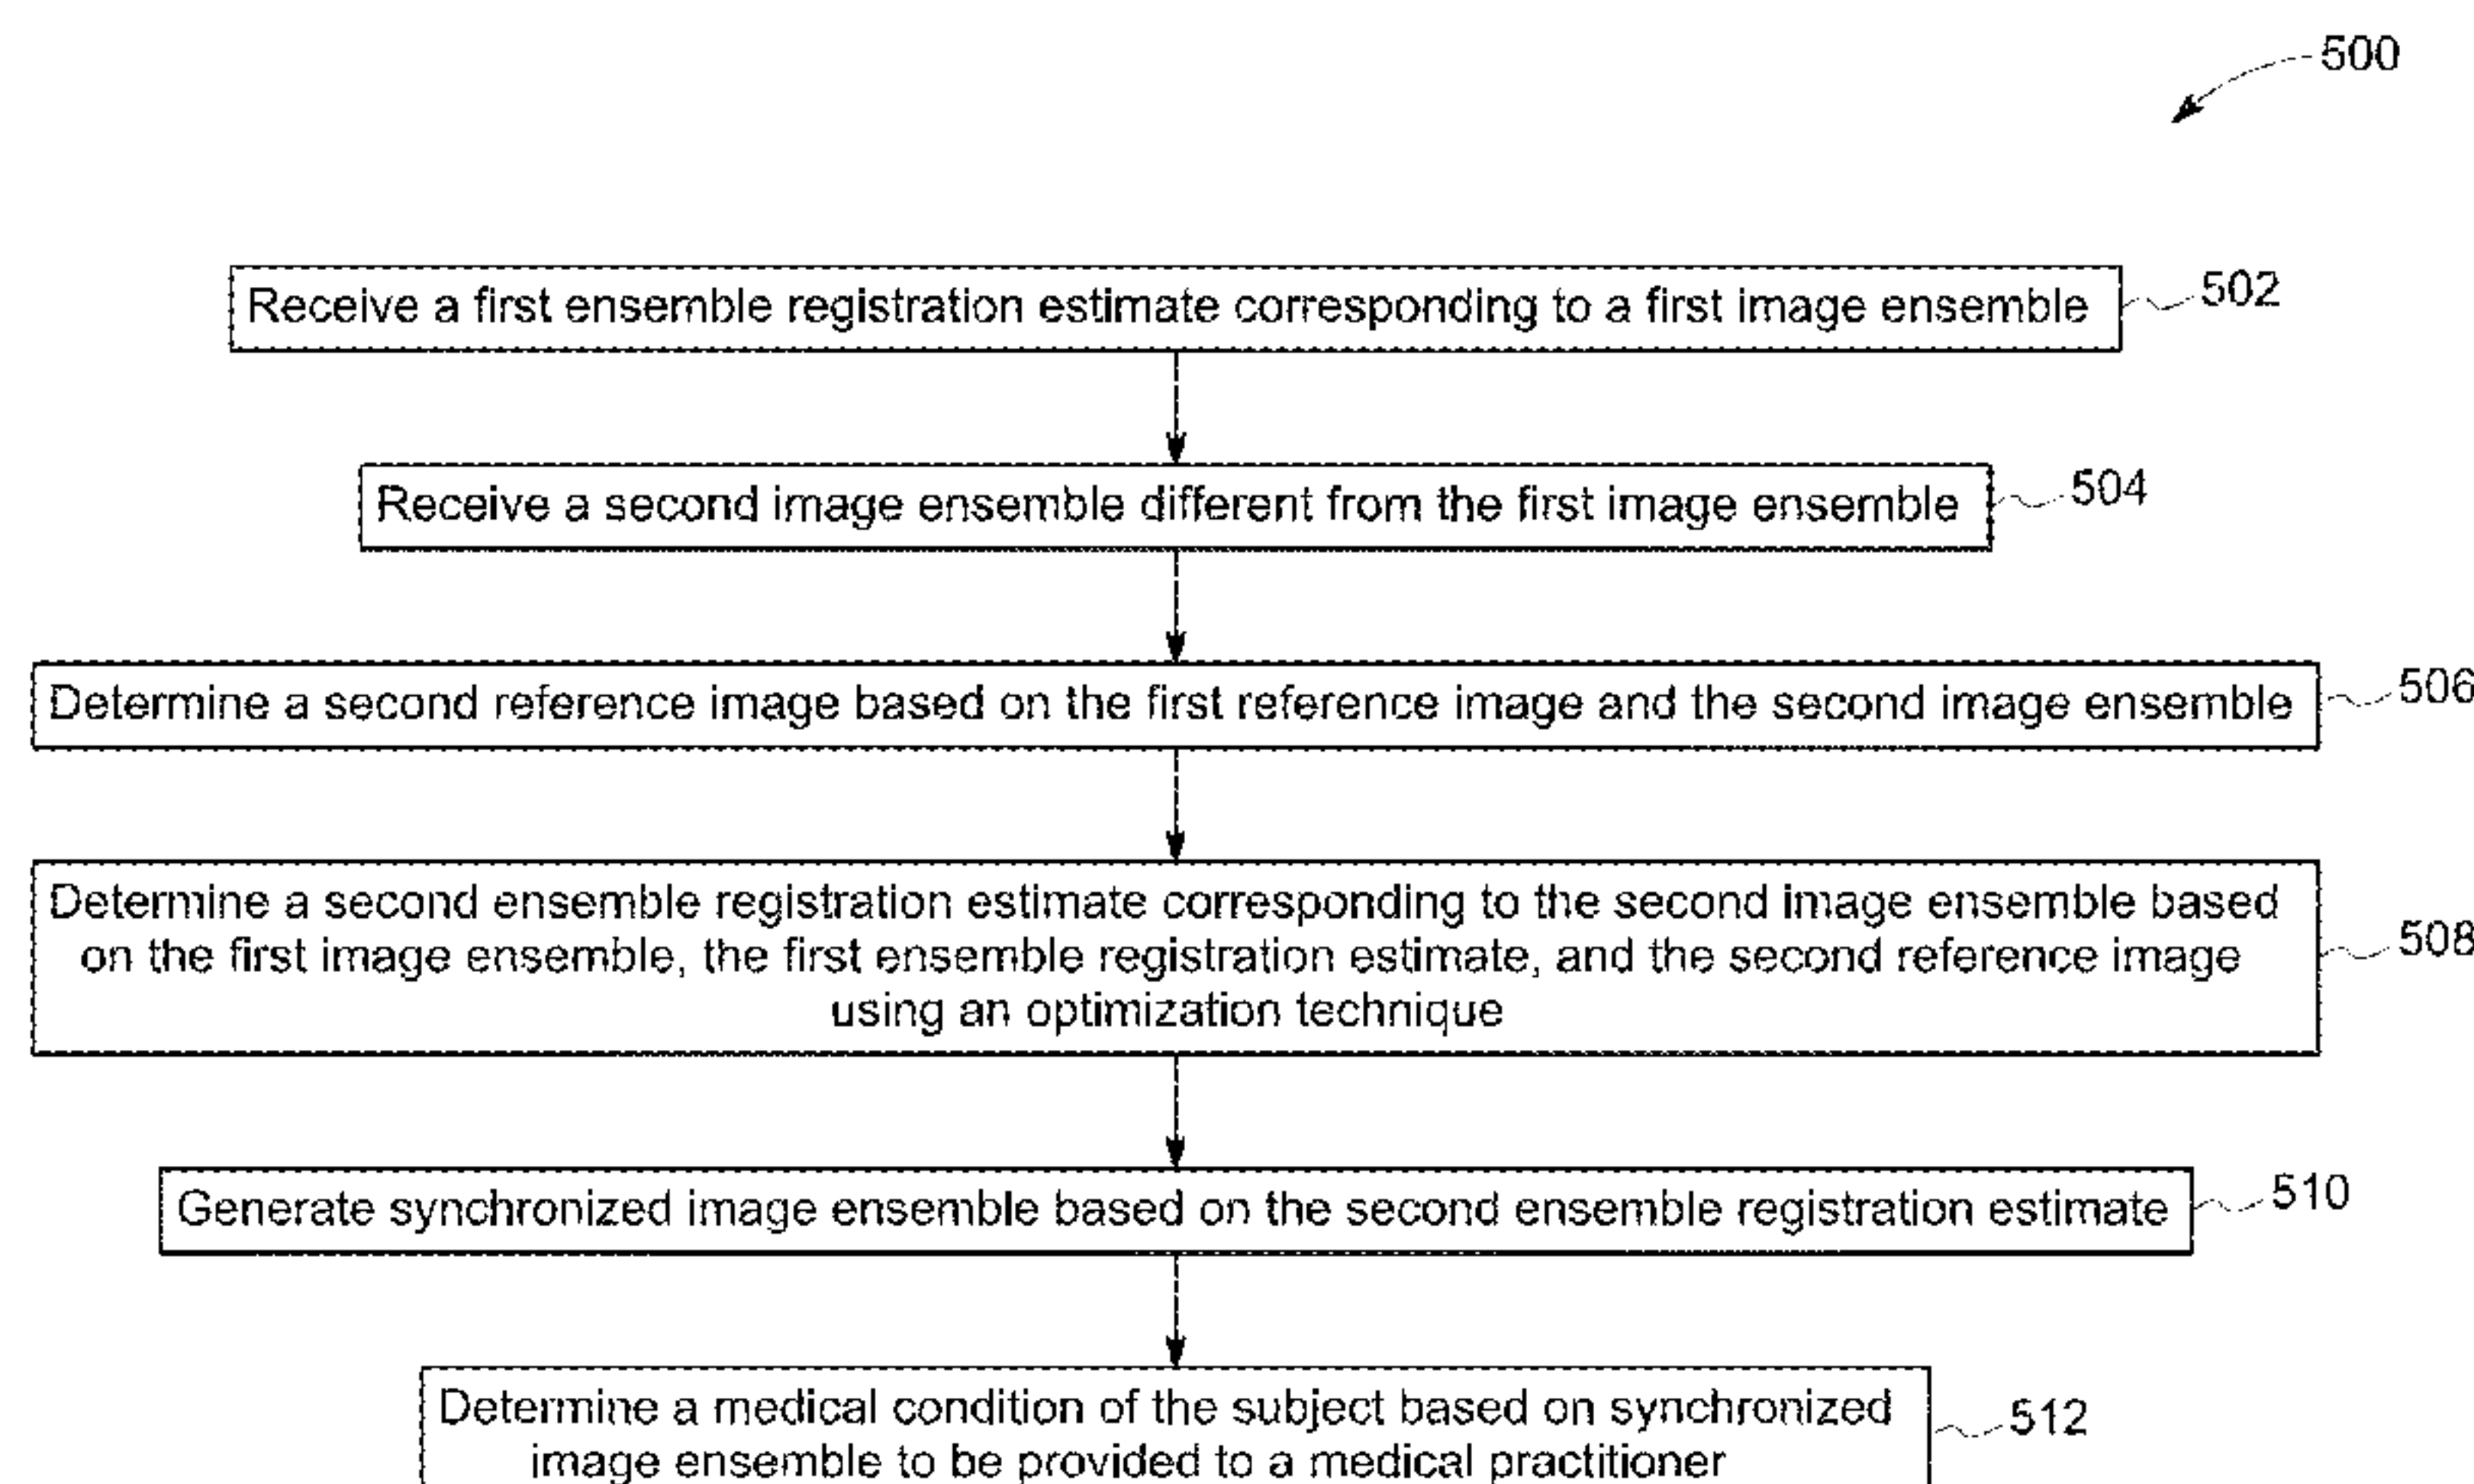 500
Receive a first ensemble registration estimate corresponding to a first image ensemble
502
Receive a second image ensemble different from the first image ensemble
504
Determine a second reference image based on the first reference image and the second image ensemble
506
Determine a second ensemble registration estimate corresponding to the second image ensemble based
on the first image ensemble, the first ensemble registration estimate, and the second reference image
using an optimization technique
508
Generate synchronized image ensemble based on the second ensemble registration estimate
510
Determine a medical condition of the subject based on synchronized
image ensemble to be provided to a medical practitioner
512